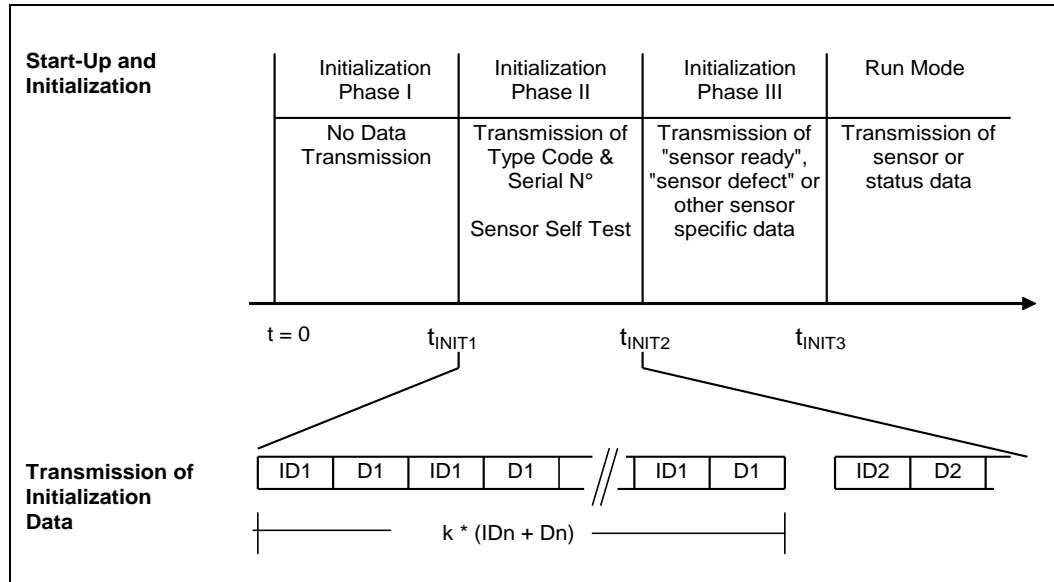 Start-Up and
Initialization
Initialization
Phase I
Initialization
Phase II
Initialization
Phase III
Run Mode
No Data
Transmission
Transmission of
Type Code &
Serial N°
Sensor Self Test
Transmission of
"sensor ready",
"sensor defect" or
other sensor
specific data
Transmission of
sensor or
status data
t = 0
tINIT1
tINIT2
tINIT3
Transmission of
Initialization
Data
ID1 D1 ID1 D1 ID1 D1 ID2 D2
k * (IDn + Dn)